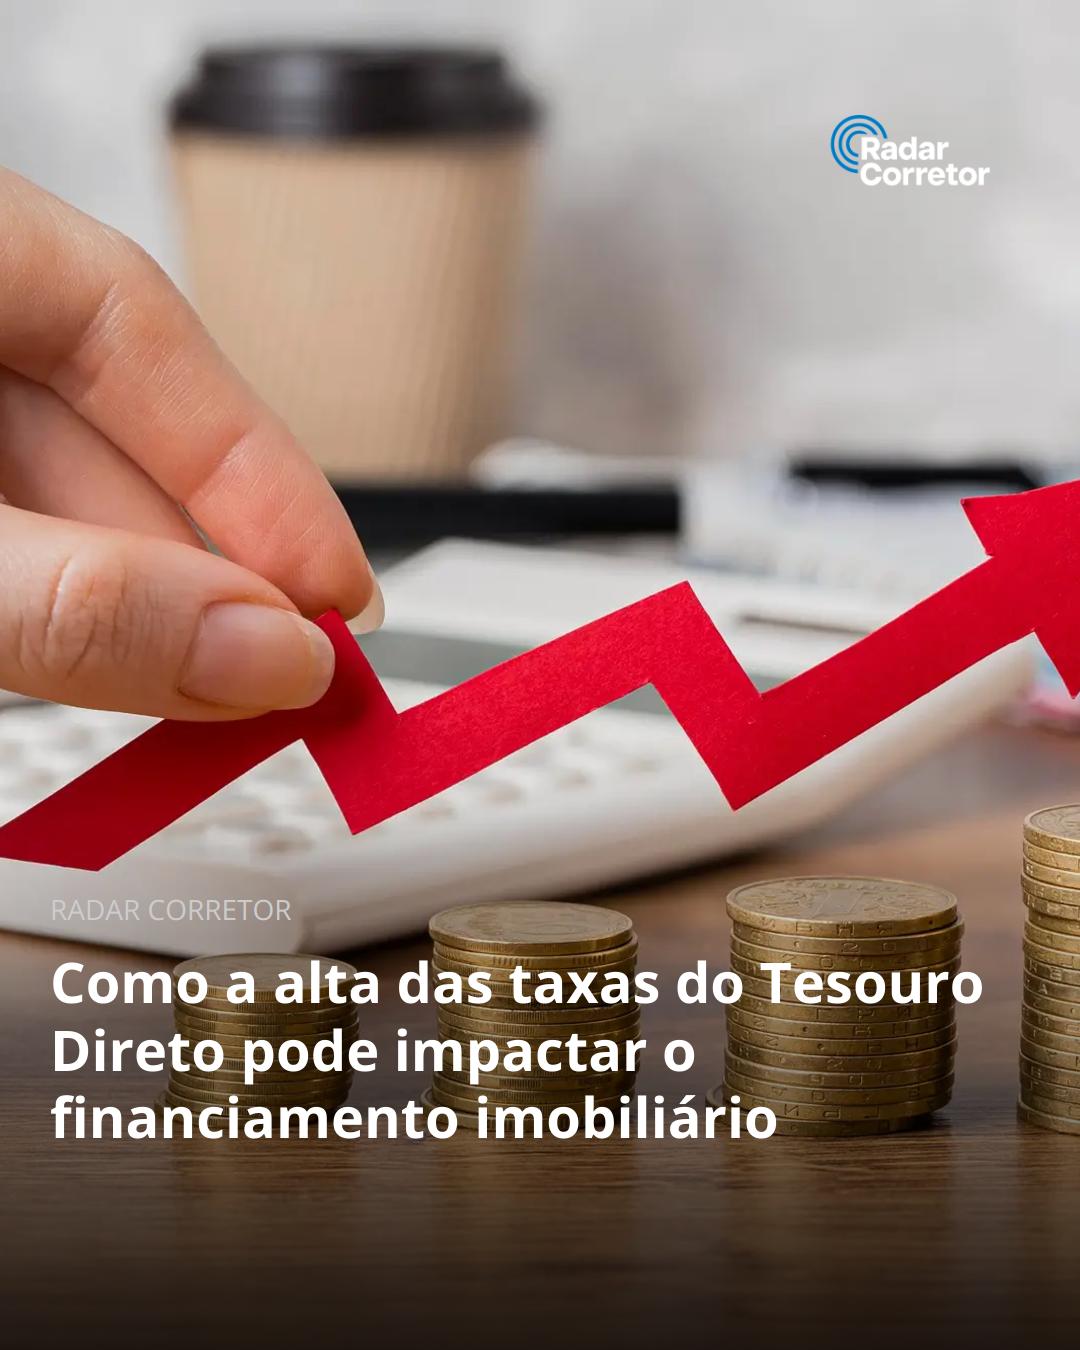 Radar
Corretor
RADAR CORRETOR
Como a alta das taxas do Tesouro
Direto pode impactar o
financiamento imobiliário